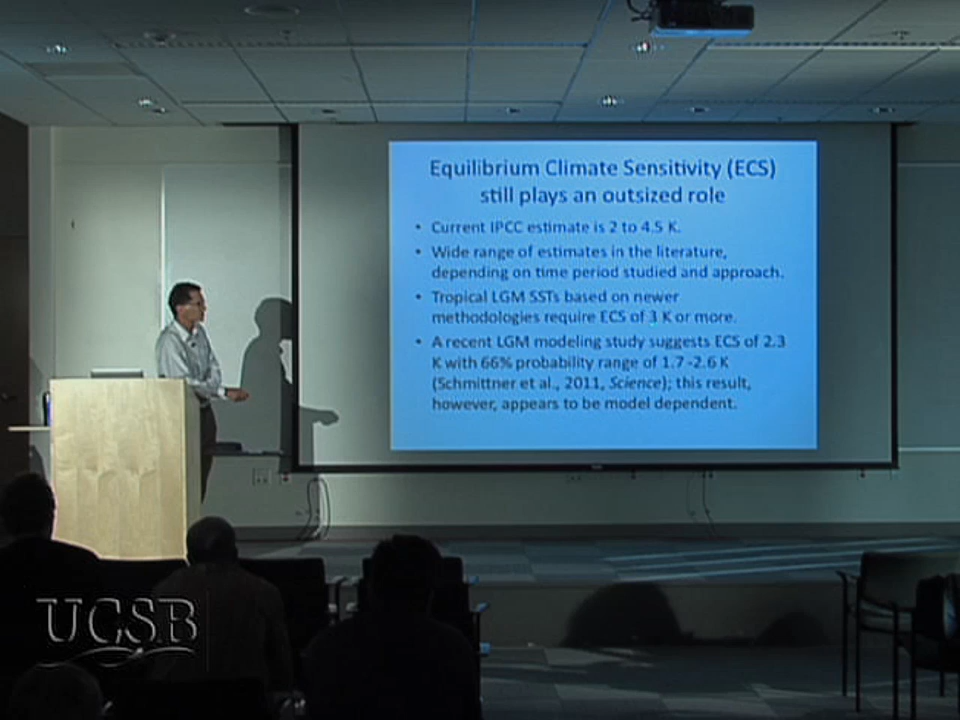 Equilibrium Climate Sensitivity (ECS)
still plays an outsized role
• Current IPCC estimate is 2 to 4.5 K.
• Wide range of estimates in the literature,
depending on time period studied and approach.
• Tropical LGM SSTs based on newer
methodologies require ECS of 3 K or more.
• A recent LGM modeling study suggests ECS of 2.3
K with 66% probability range of 1.7 -2.6 K
(Schmittner et al., 2011, Science); this result,
however, appears to be model dependent.
UCSB